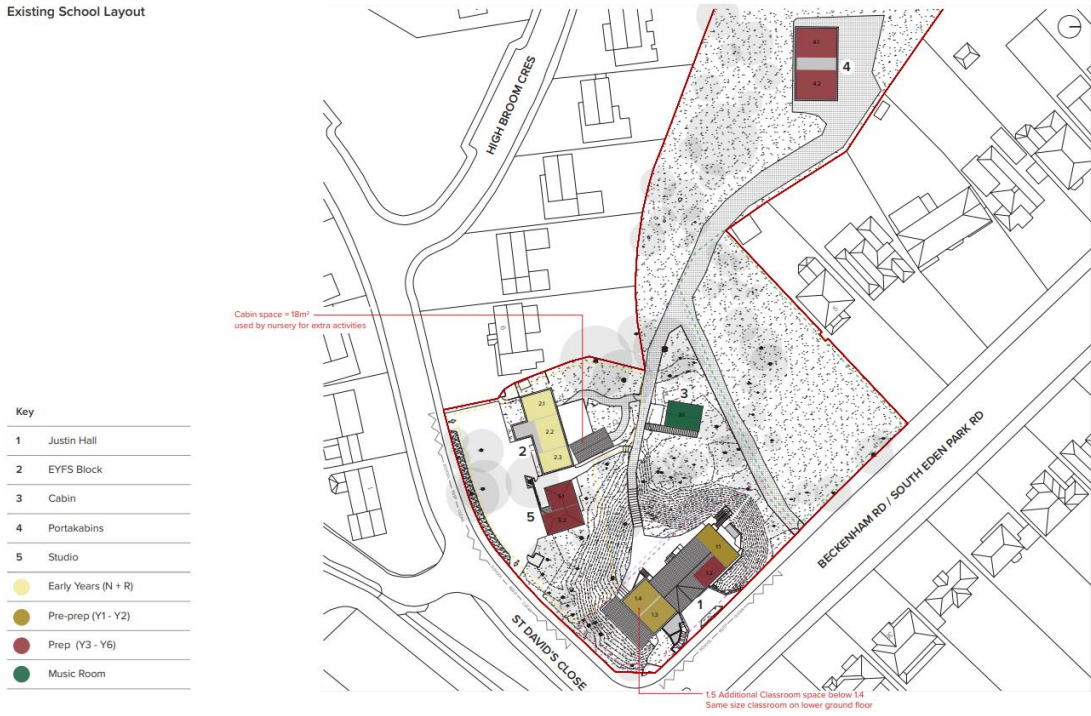 Existing School Layout
HIGH BROOM CRES
4.1
4.2
4
Cabin space = 18m²
used by nursery for extra activities
Key
1 Justin Hall
2 EYFS Block
3 Cabin
4 Portakabins
5 Studio
Early Years (N + R)
Pre-prep (Y1 - Y2)
Prep (Y3 - Y6)
Music Room
2.1
2.2
2.3
2
3
3.1
5.1
5.2
5
1.1
1.2
1.4
1.3
1
BECKENHAM RD / SOUTH EDEN PARK RD
ST DAVID'S CLOSE
1.5 Additional Classroom space below 1.4
Same size classroom on lower ground floor